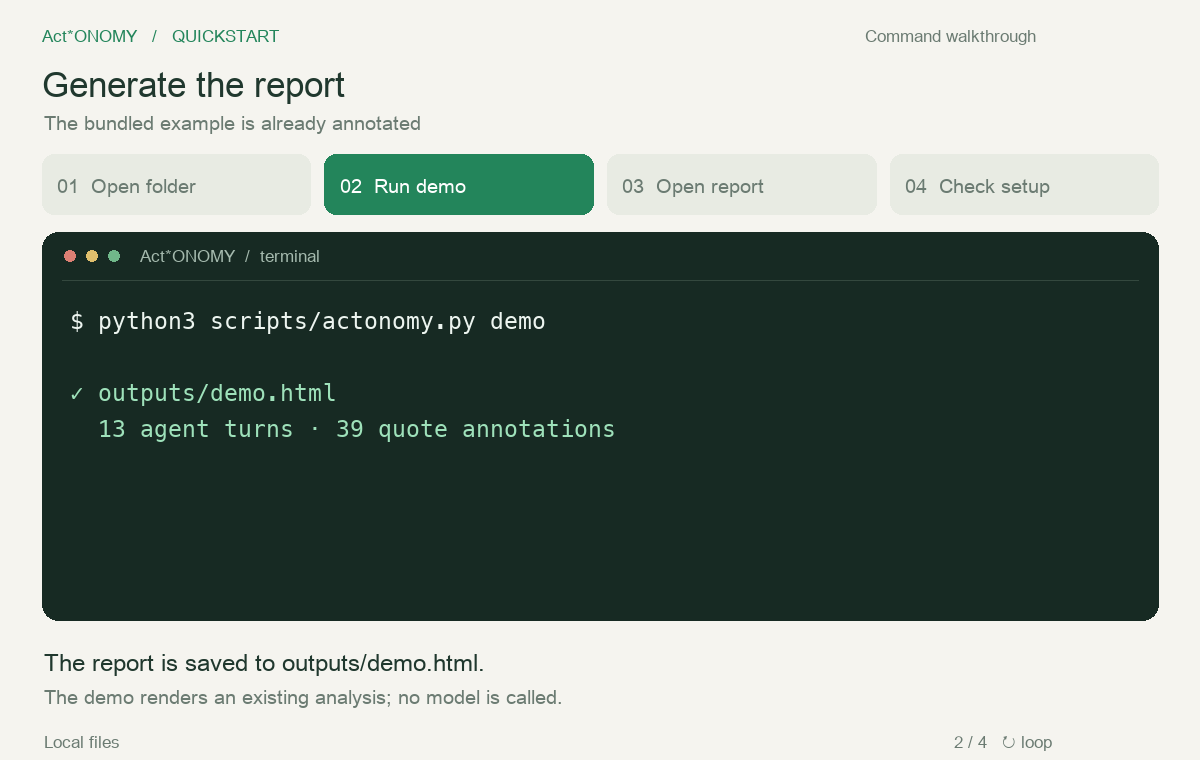 Act*ONOMY / QUICKSTART
Command walkthrough
Generate the report
The bundled example is already annotated
01 Open folder
02 Run demo
03 Open report
04 Check setup
Act*ONOMY / terminal
$ python3 scripts/actonomy.py demo
✓ outputs/demo.html
13 agent turns · 39 quote annotations
The report is saved to outputs/demo.html.
The demo renders an existing analysis; no model is called.
Local files
2 / 4 ↻ loop